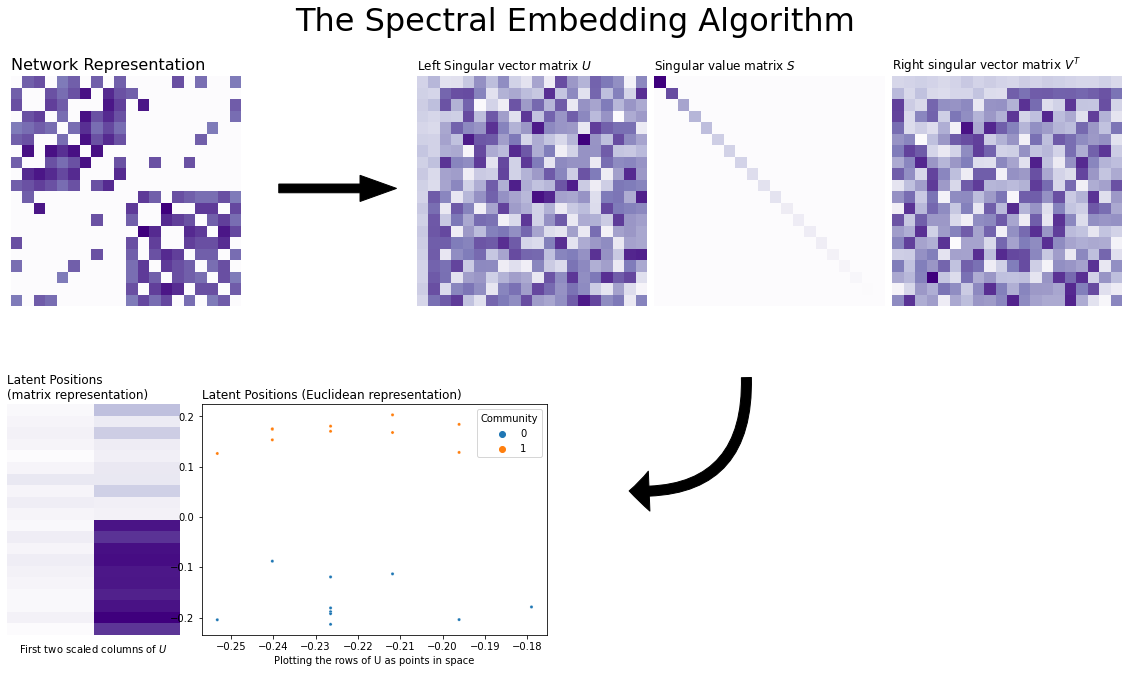 The Spectral Embedding Algorithm
Network Representation
Left Singular vector matrix U
Singular value matrix S
Right singular vector matrix V^T
Latent Positions
(matrix representation)
First two scaled columns of U
Latent Positions (Euclidean representation)
Community
0
1
0.2
0.1
0.0
−0.1
−0.2
−0.25 −0.24 −0.23 −0.22 −0.21 −0.20 −0.19 −0.18
Plotting the rows of U as points in space